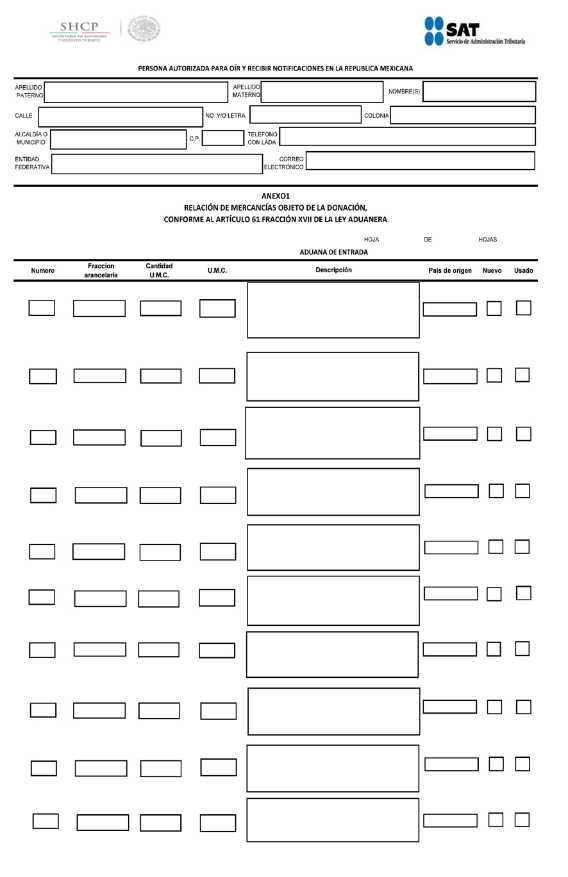 SHCP
SECRETARÍA DE HACIENDA
Y CRÉDITO PÚBLICO
SAT
Servicio de Administración Tributaria
PERSONA AUTORIZADA PARA OÍR Y RECIBIR NOTIFICACIONES EN LA REPUBLICA MEXICANA
APELLIDO PATERNO
APELLIDO MATERNO
NOMBRE(S)
CALLE
NO. Y/O LETRA
COLONIA
ALCALDÍA O MUNICIPIO
C.P.
TELEFONO CON LADA
ENTIDAD FEDERATIVA
CORREO ELECTRÓNICO
ANEXO1
RELACIÓN DE MERCANCÍAS OBJETO DE LA DONACIÓN,
CONFORME AL ARTÍCULO 61 FRACCIÓN XVII DE LA LEY ADUANERA
HOJA DE HOJAS
ADUANA DE ENTRADA
Numero
Fraccion arancelaria
Cantidad U.M.C.
U.M.C.
Descripción
País de origen
Nuevo
Usado